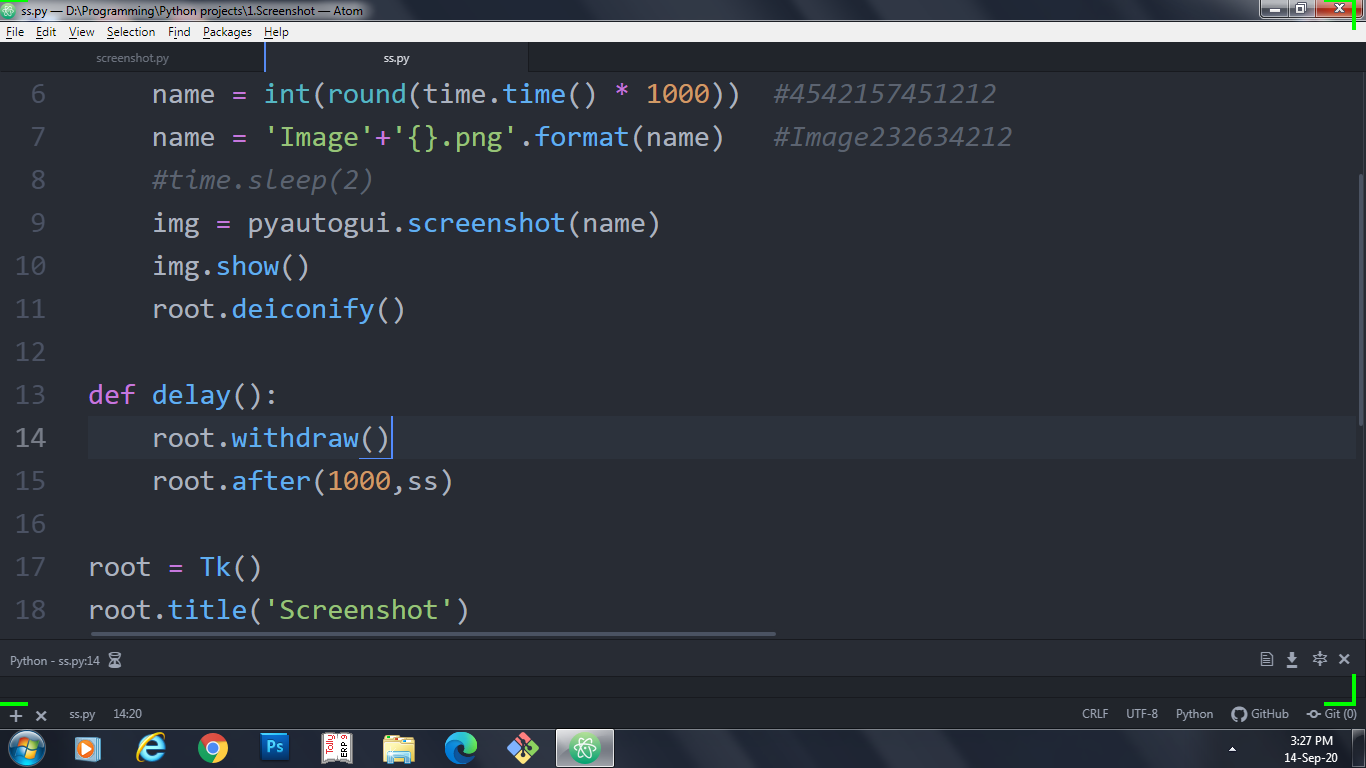 ss.py — D:\Programming\Python projects\1.Screenshot — Atom
File Edit View Selection Find Packages Help
screenshot.py ss.py
6 name = int(round(time.time() * 1000)) #4542157451212
7 name = 'Image'+'{}.png'.format(name) #Image232634212
8 #time.sleep(2)
9 img = pyautogui.screenshot(name)
10 img.show()
11 root.deiconify()
12
13 def delay():
14 root.withdraw()
15 root.after(1000,ss)
16
17 root = Tk()
18 root.title('Screenshot')
Python - ss.py:14
ss.py 14:20 CRLF UTF-8 Python GitHub Git (0)
Ps Tally ERP 9 3:27 PM
14-Sep-20